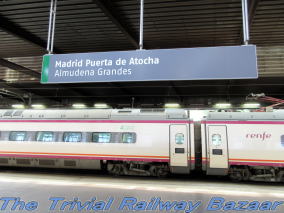 Madrid Puerta de Atocha
Almudena Grandes
renfe
The Trivial Railway Bazaar